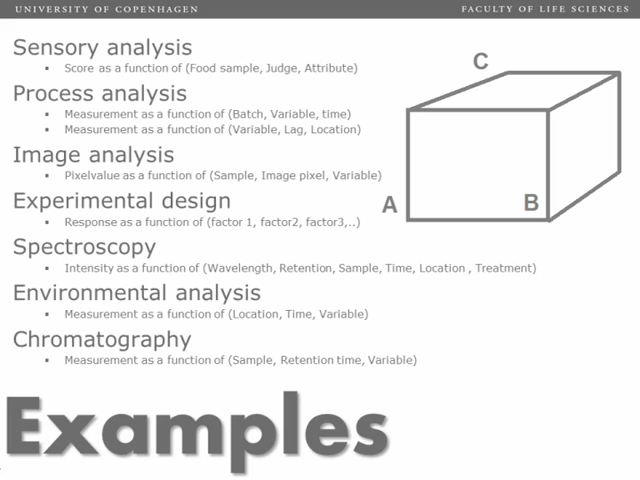 UNIVERSITY OF COPENHAGEN
FACULTY OF LIFE SCIENCES
Sensory analysis
▪ Score as a function of (Food sample, Judge, Attribute)
Process analysis
▪ Measurement as a function of (Batch, Variable, time)
▪ Measurement as a function of (Variable, Lag, Location)
Image analysis
▪ Pixelvalue as a function of (Sample, Image pixel, Variable)
Experimental design
▪ Response as a function of (factor 1, factor2, factor3,..)
Spectroscopy
▪ Intensity as a function of (Wavelength, Retention, Sample, Time, Location , Treatment)
Environmental analysis
▪ Measurement as a function of (Location, Time, Variable)
Chromatography
▪ Measurement as a function of (Sample, Retention time, Variable)
C
A
B
Examples